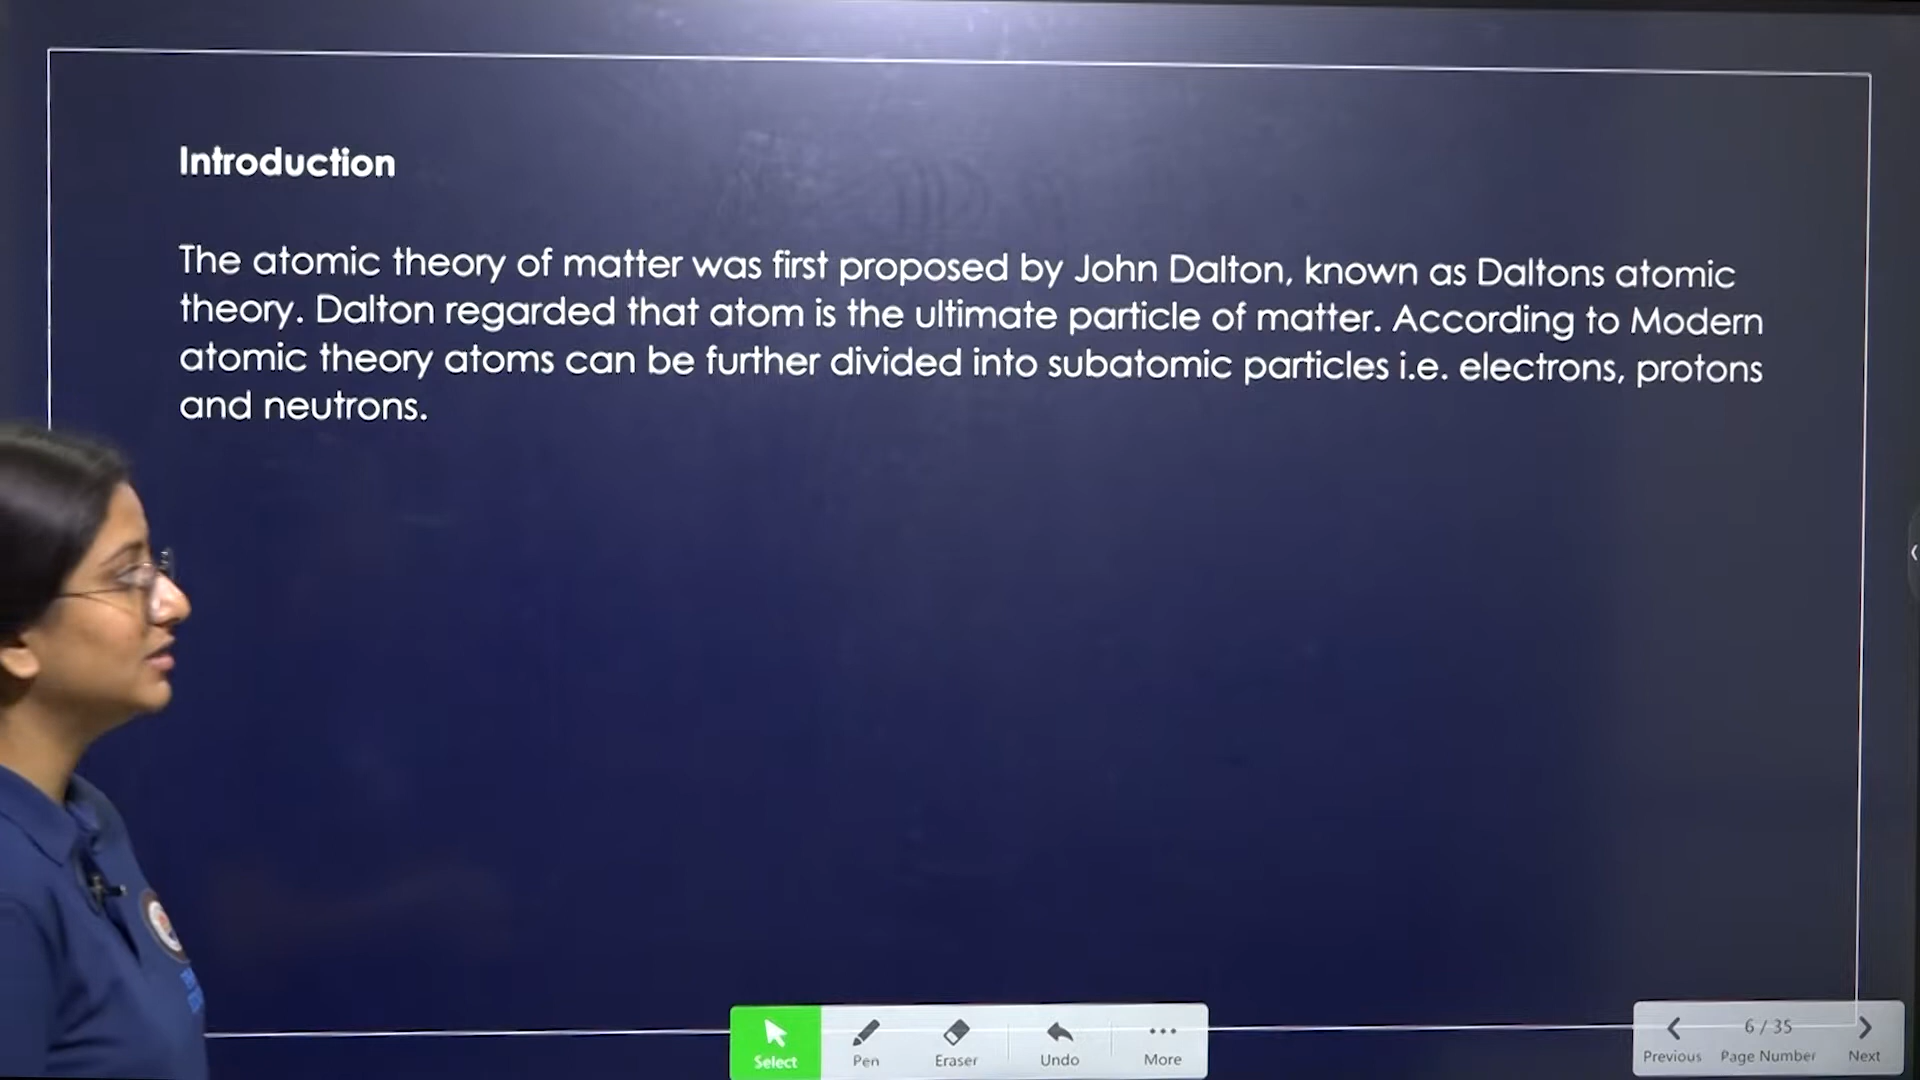 Introduction
The atomic theory of matter was first proposed by John Dalton, known as Daltons atomic
theory. Dalton regarded that atom is the ultimate particle of matter. According to Modern
atomic theory atoms can be further divided into subatomic particles i.e. electrons, protons
and neutrons.
Select Pen Eraser Undo More
6 / 35
Previous Page Number Next